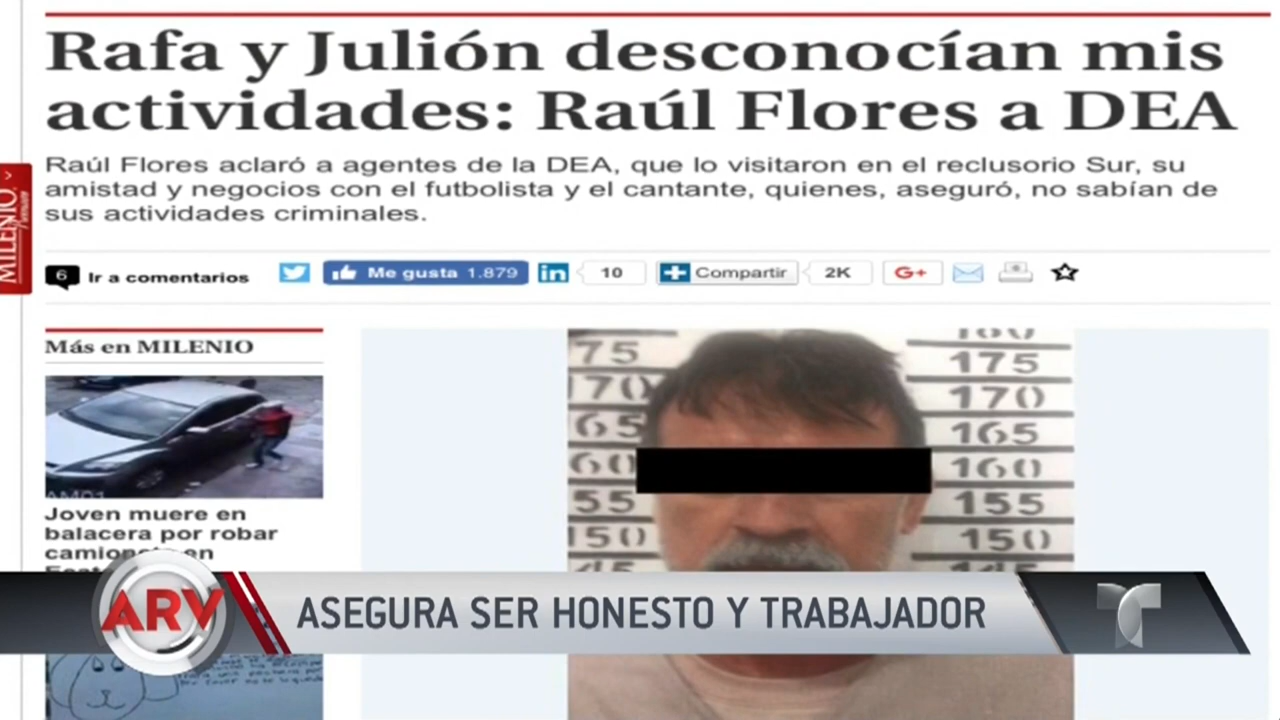 Rafa y Julión desconocían mis
actividades: Raúl Flores a DEA
Raúl Flores aclaró a agentes de la DEA, que lo visitaron en el reclusorio Sur, su
amistad y negocios con el futbolista y el cantante, quienes, aseguró, no sabían de
sus actividades criminales.
MILENIO
6 Ir a comentarios
Me gusta 1.879
in 10
Compartir 2K
G+
Más en MILENIO
Joven muere en
balacera por robar
en
75
170
65
60
55
150
175
170
165
160
155
150
ARV
ASEGURA SER HONESTO Y TRABAJADOR
T